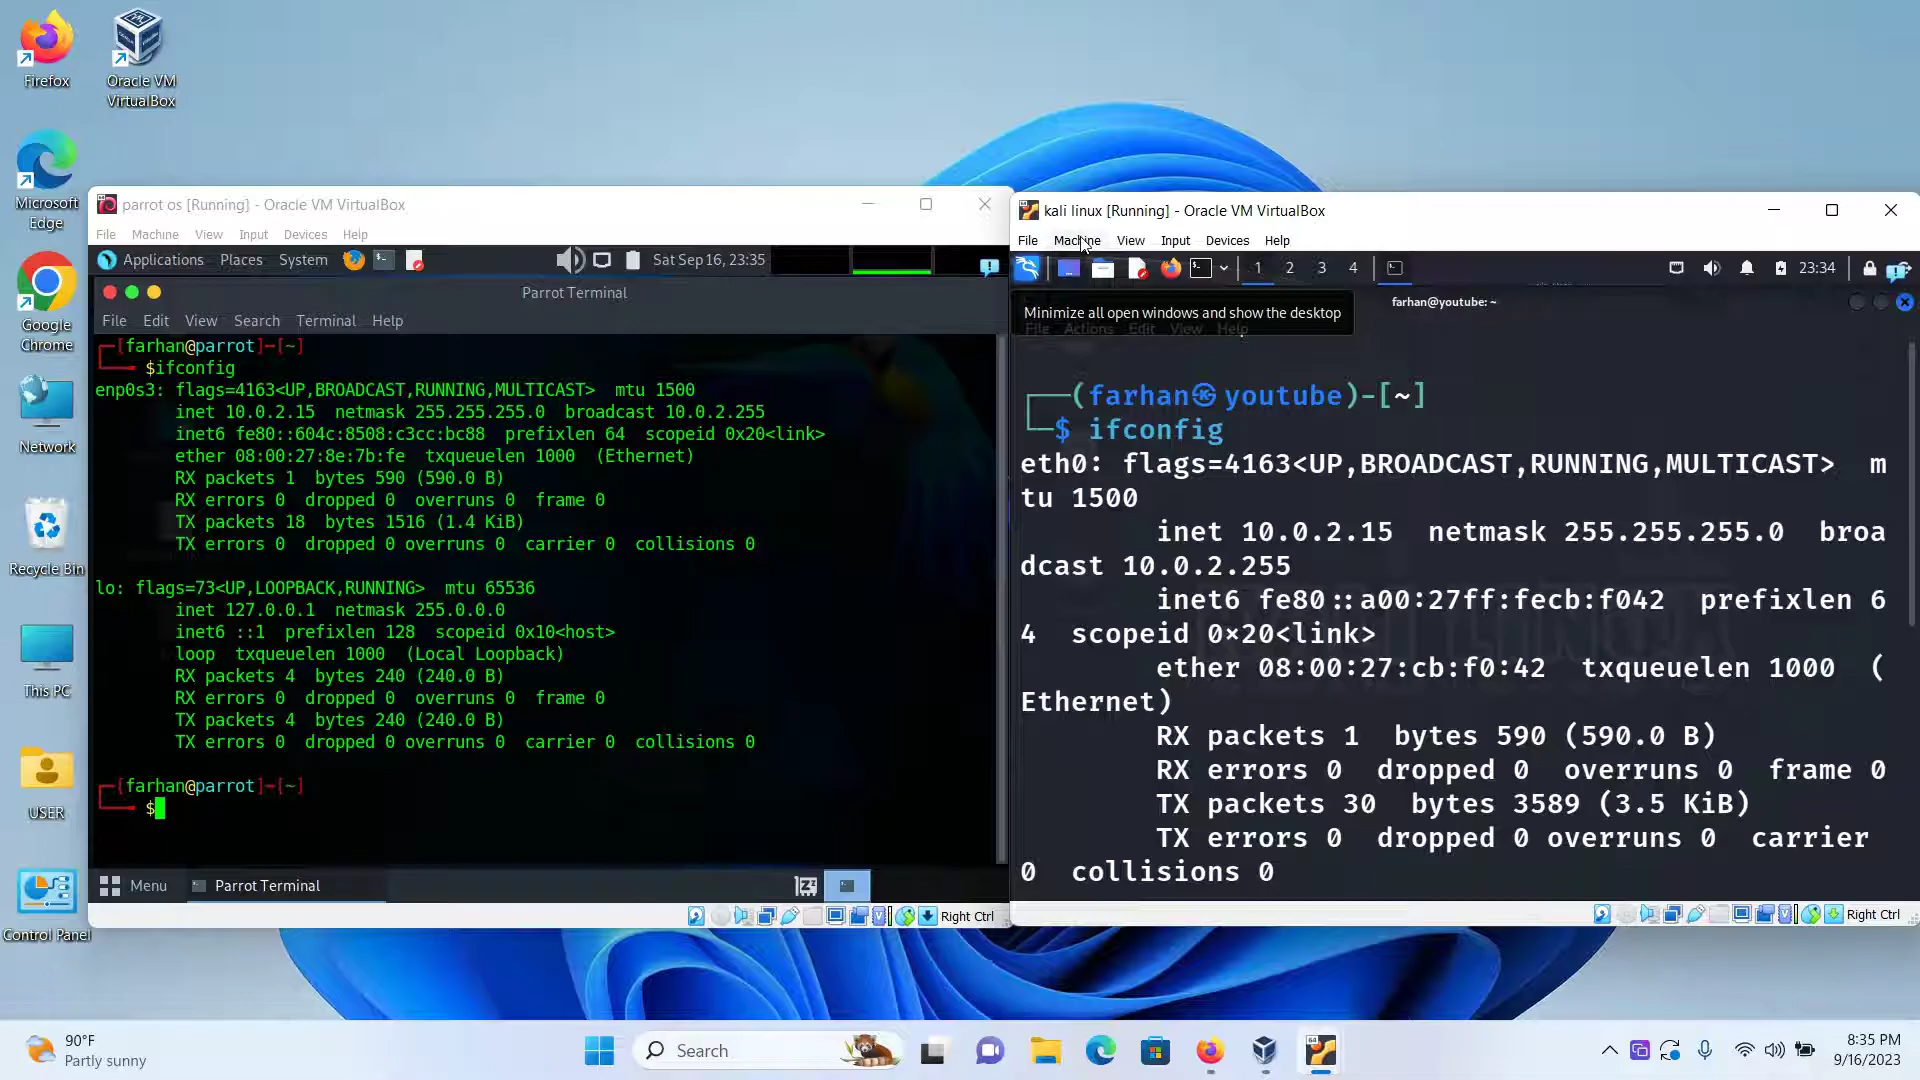 Firefox
Oracle VM
VirtualBox
Microsoft
Edge
Google
Chrome
Network
Recycle Bin
This PC
USER
Control Panel
parrot os [Running] - Oracle VM VirtualBox
File Machine View Input Devices Help
Applications Places System Sat Sep 16, 23:35
Parrot Terminal
File Edit View Search Terminal Help
[farhan@parrot]-[~]
$ifconfig
enp0s3: flags=4163<UP,BROADCAST,RUNNING,MULTICAST> mtu 1500
inet 10.0.2.15 netmask 255.255.255.0 broadcast 10.0.2.255
inet6 fe80::604c:8508:c3cc:bc88 prefixlen 64 scopeid 0x20<link>
ether 08:00:27:8e:7b:fe txqueuelen 1000 (Ethernet)
RX packets 1 bytes 590 (590.0 B)
RX errors 0 dropped 0 overruns 0 frame 0
TX packets 18 bytes 1516 (1.4 KiB)
TX errors 0 dropped 0 overruns 0 carrier 0 collisions 0
lo: flags=73<UP,LOOPBACK,RUNNING> mtu 65536
inet 127.0.0.1 netmask 255.0.0.0
inet6 ::1 prefixlen 128 scopeid 0x10<host>
loop txqueuelen 1000 (Local Loopback)
RX packets 4 bytes 240 (240.0 B)
RX errors 0 dropped 0 overruns 0 frame 0
TX packets 4 bytes 240 (240.0 B)
TX errors 0 dropped 0 overruns 0 carrier 0 collisions 0
[farhan@parrot]-[~]
$
Menu Parrot Terminal
Right Ctrl
kali linux [Running] - Oracle VM VirtualBox
File Machine View Input Devices Help
1 2 3 4 23:34
farhan@youtube: ~
Minimize all open windows and show the desktop
File Actions Edit View Help
(farhan㉿youtube)-[~]
$ ifconfig
eth0: flags=4163<UP,BROADCAST,RUNNING,MULTICAST> m
tu 1500
inet 10.0.2.15 netmask 255.255.255.0 broa
dcast 10.0.2.255
inet6 fe80::a00:27ff:fecb:f042 prefixlen 6
4 scopeid 0×20<link>
ether 08:00:27:cb:f0:42 txqueuelen 1000 (
Ethernet)
RX packets 1 bytes 590 (590.0 B)
RX errors 0 dropped 0 overruns 0 frame 0
TX packets 30 bytes 3589 (3.5 KiB)
TX errors 0 dropped 0 overruns 0 carrier
0 collisions 0
Right Ctrl
90°F
Partly sunny
Search
8:35 PM
9/16/2023